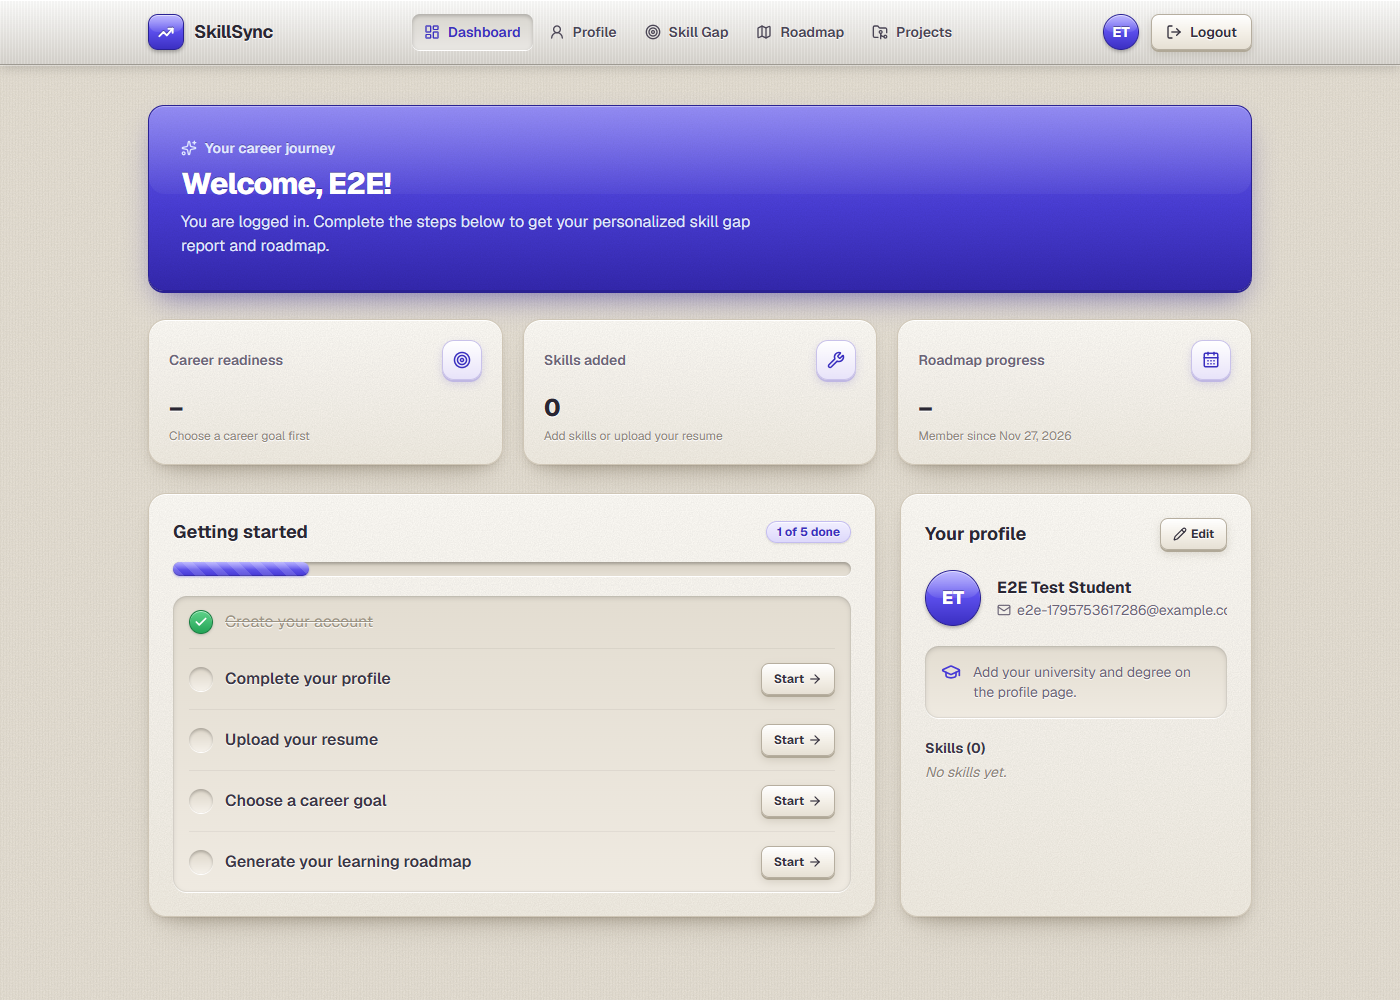 SkillSync
Dashboard
Profile
Skill Gap
Roadmap
Projects
ET
Logout
Your career journey
Welcome, E2E!
You are logged in. Complete the steps below to get your personalized skill gap
report and roadmap.
Career readiness
–
Choose a career goal first
Skills added
0
Add skills or upload your resume
Roadmap progress
–
Member since Nov 27, 2026
Getting started
1 of 5 done
Create your account
Complete your profile
Start
Upload your resume
Start
Choose a career goal
Start
Generate your learning roadmap
Start
Your profile
Edit
ET
E2E Test Student
e2e-1795753617286@example.co
Add your university and degree on
the profile page.
Skills (0)
No skills yet.